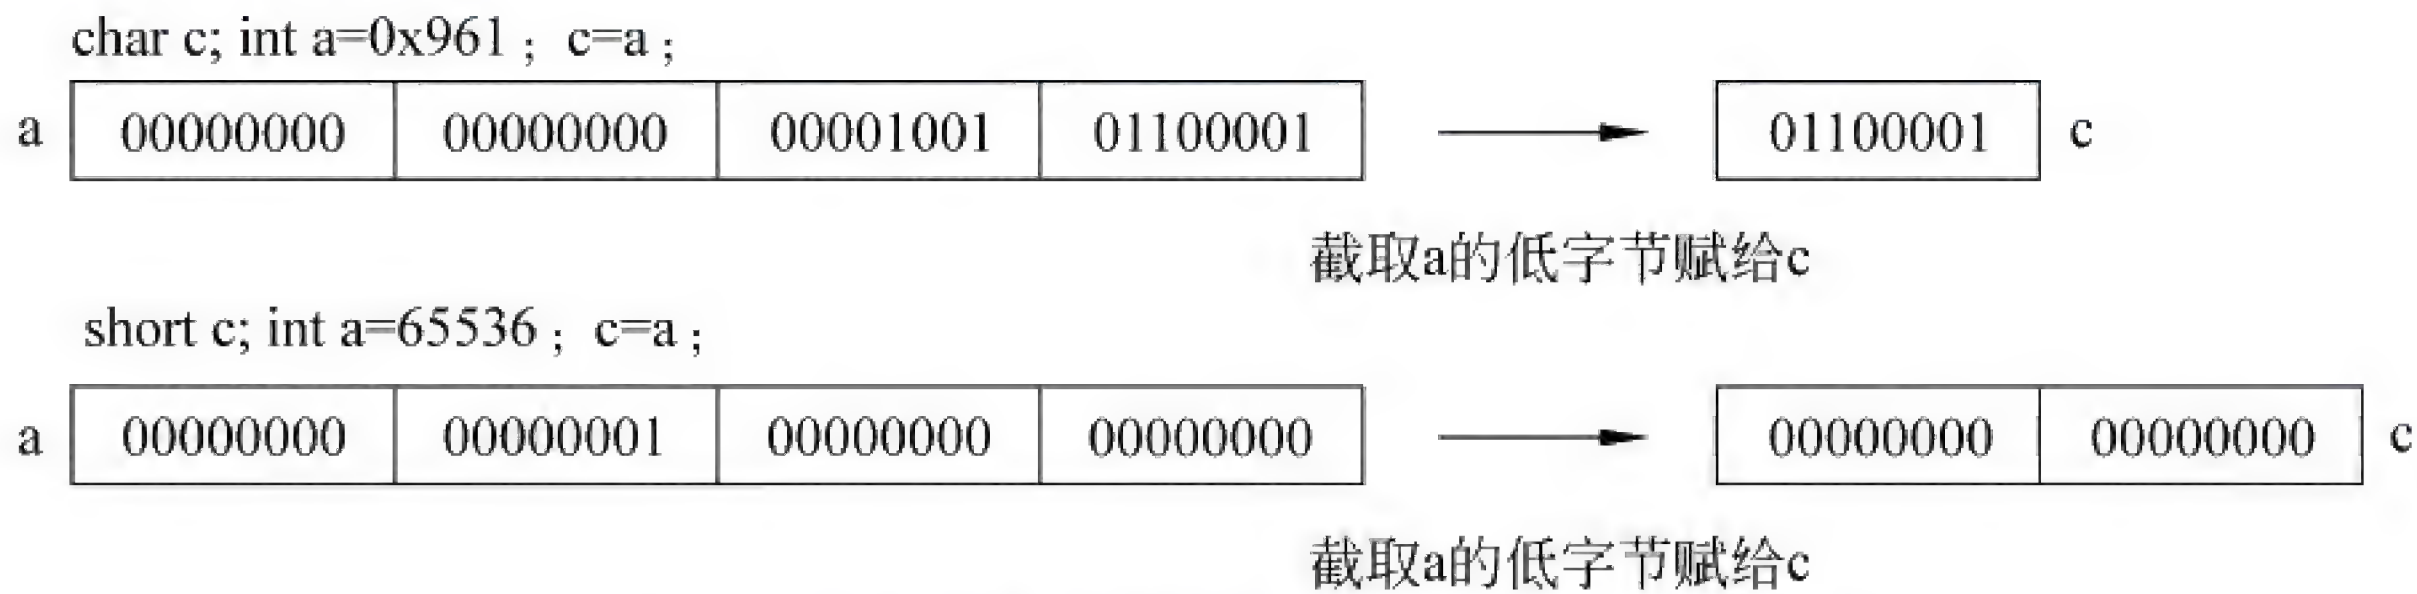 char c; int a=0x961；c=a；
a 00000000 00000000 00001001 01100001 01100001 c
截取a的低字节赋给c
short c; int a=65536；c=a；
a 00000000 00000001 00000000 00000000 00000000 00000000 c
截取a的低字节赋给c